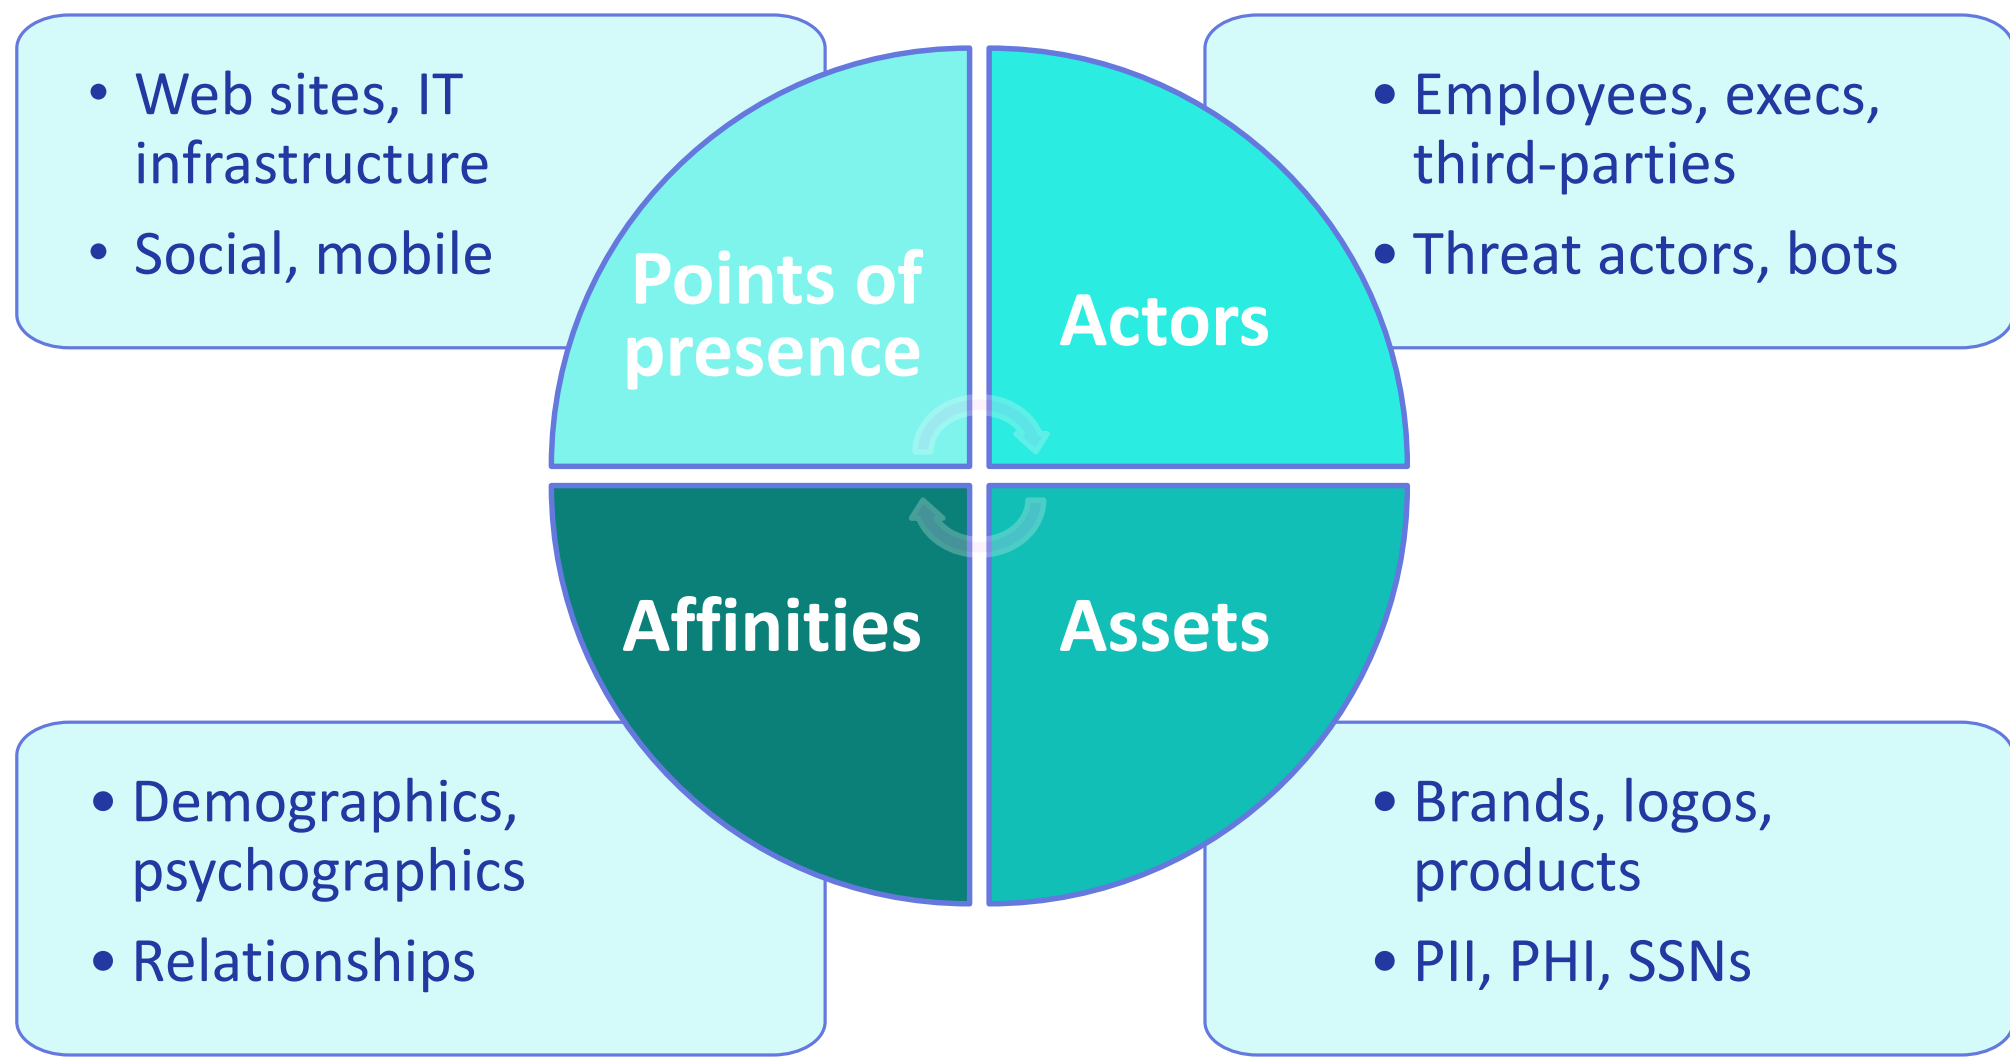 • Web sites, IT
infrastructure
• Social, mobile
Points of
presence
Actors
• Employees, execs,
third-parties
• Threat actors, bots
Affinities
Assets
• Demographics,
psychographics
• Relationships
• Brands, logos,
products
• PII, PHI, SSNs